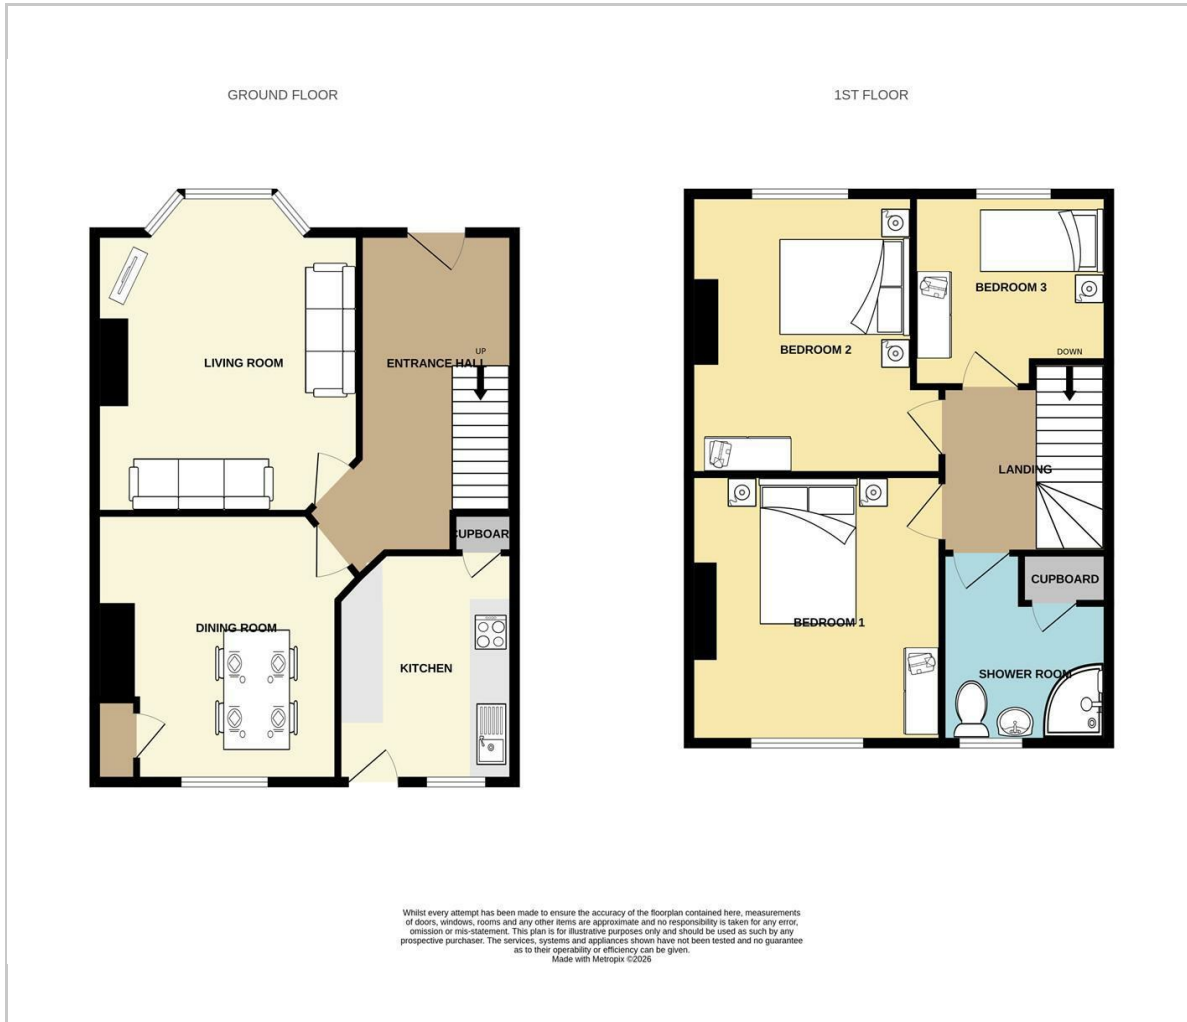 GROUND FLOOR
1ST FLOOR
LIVING ROOM
ENTRANCE HALL
UP
CUPBOAR
DINING ROOM
KITCHEN
BEDROOM 2
BEDROOM 3
DOWN
LANDING
BEDROOM 1
CUPBOARD
SHOWER ROOM
Whilst every attempt has been made to ensure the accuracy of the floorplan contained here, measurements
of doors, windows, rooms and any other items are approximate and no responsibility is taken for any error,
omission or mis-statement. This plan is for illustrative purposes only and should be used as such by any
prospective purchaser. The services, systems and appliances shown have not been tested and no guarantee
as to their operability or efficiency can be given.
Made with Metropix ©2026